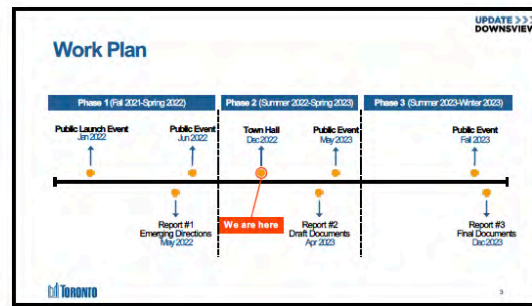 UPDATE >>>
DOWNSVIEW
Work Plan
Phase 1 (Fall 2021-Spring 2022)
Phase 2 (Summer 2022-Spring 2023)
Phase 3 (Summer 2023-Winter 2023)
Public Launch Event
Jan 2022
Public Event
Jun 2022
Town Hall
Dec 2022
Public Event
May 2023
Public Event
Fall 2023
Report #1
Emerging Directions
May 2022
We are here
Report #2
Draft Documents
Apr 2023
Report #3
Final Documents
Dec 2023
TORONTO